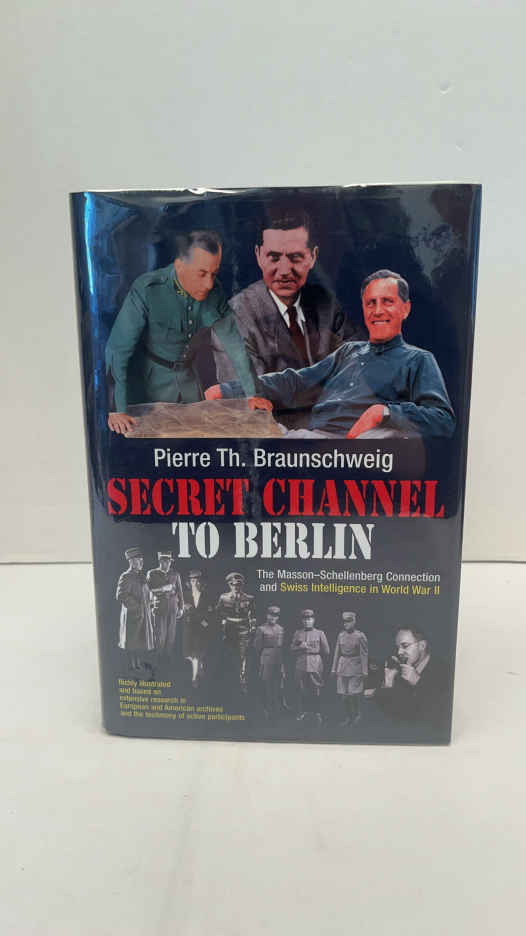 Pierre Th. Braunschweig
SECRET CHANNEL
TO BERLIN
The Masson–Schellenberg Connection
and Swiss Intelligence in World War II
Richly illustrated
and based on
extensive research in
European and American archives
and the testimony of active participants